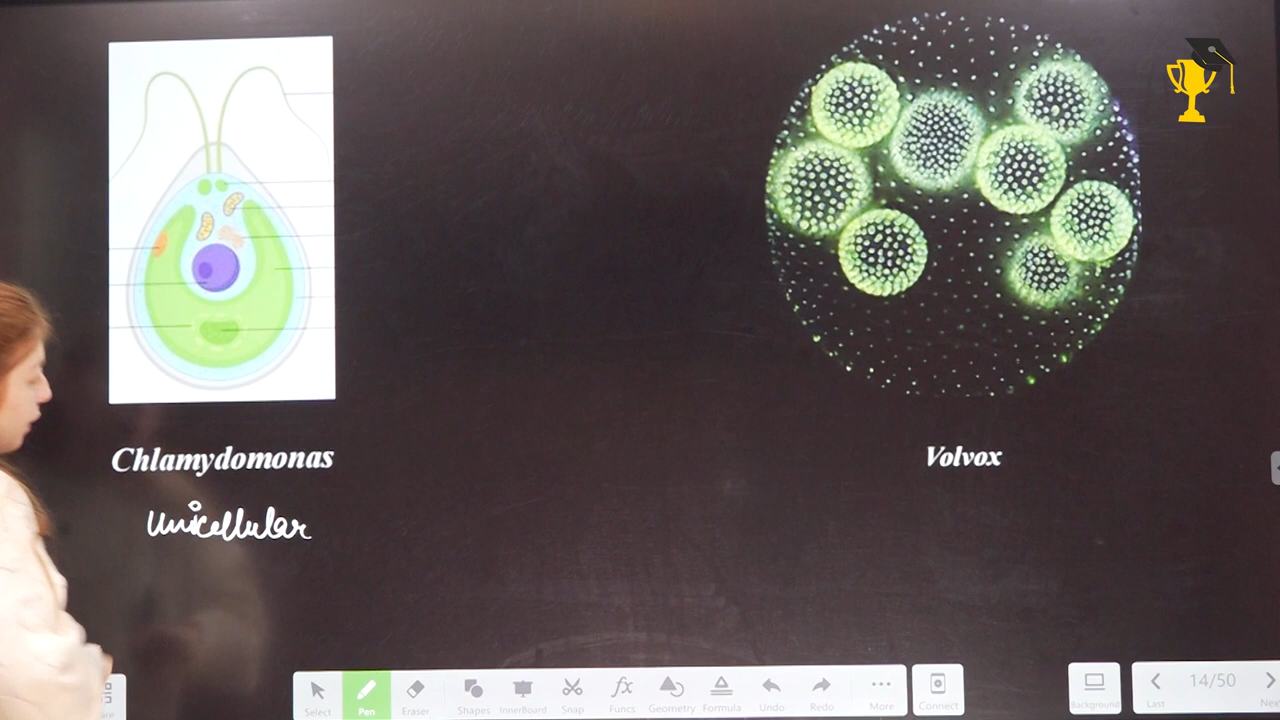 Chlamydomonas
Volvox
Unicellular
Select
Pen
Eraser
Shapes
InnerBoard
Snap
Funcs
Geometry
Formula
Undo
Redo
More
Connect
Background
Last
14/50